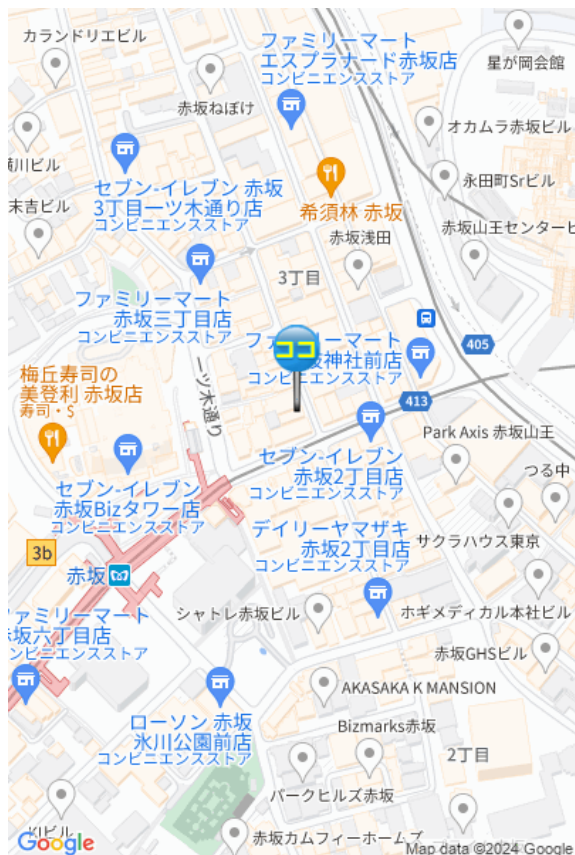 カランドリエビル
ファミリーマート
エスプラナード赤坂店
コンビニエンスストア
星が岡会館
赤坂ねぼけ
オカムラ赤坂ビル
川ビル
セブン-イレブン 赤坂
3丁目一ツ木通り店
コンビニエンスストア
永田町Srビル
末吉ビル
希須林 赤坂
赤坂山王センタービ
赤坂浅田
3丁目
ファミリーマート
赤坂三丁目店
コンビニエンスストア
ココ
ファミリーマート
神社前店
コンビニエンスストア
405
一ツ木通り
梅丘寿司の
美登利 赤坂店
寿司・S
413
Park Axis 赤坂山王
セブン-イレブン
赤坂2丁目店
コンビニエンスストア
つる中
セブン-イレブン
赤坂Bizタワー店
コンビニエンスストア
デイリーヤマザキ
赤坂2丁目店
サクラハウス東京
3b
赤坂
シャトレ赤坂ビル
ホギメディカル本社ビル
ファミリーマート
赤坂六丁目店
コンビニエンスストア
赤坂GHSビル
AKASAKA K MANSION
ローソン 赤坂
氷川公園前店
コンビニエンスストア
Bizmarks赤坂
2丁目
パークヒルズ赤坂
KIビル
赤坂カムフィーホームズ
Google
Map data ©2024 Google